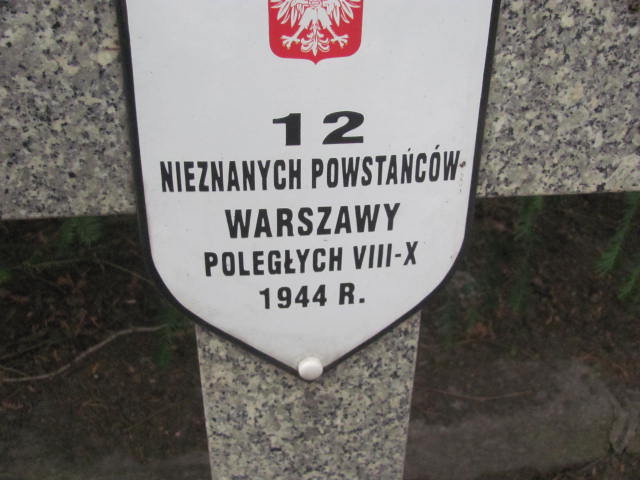 12
NIEZNANYCH POWSTAŃCÓW
WARSZAWY
POLEGŁYCH VIII-X
1944 R.